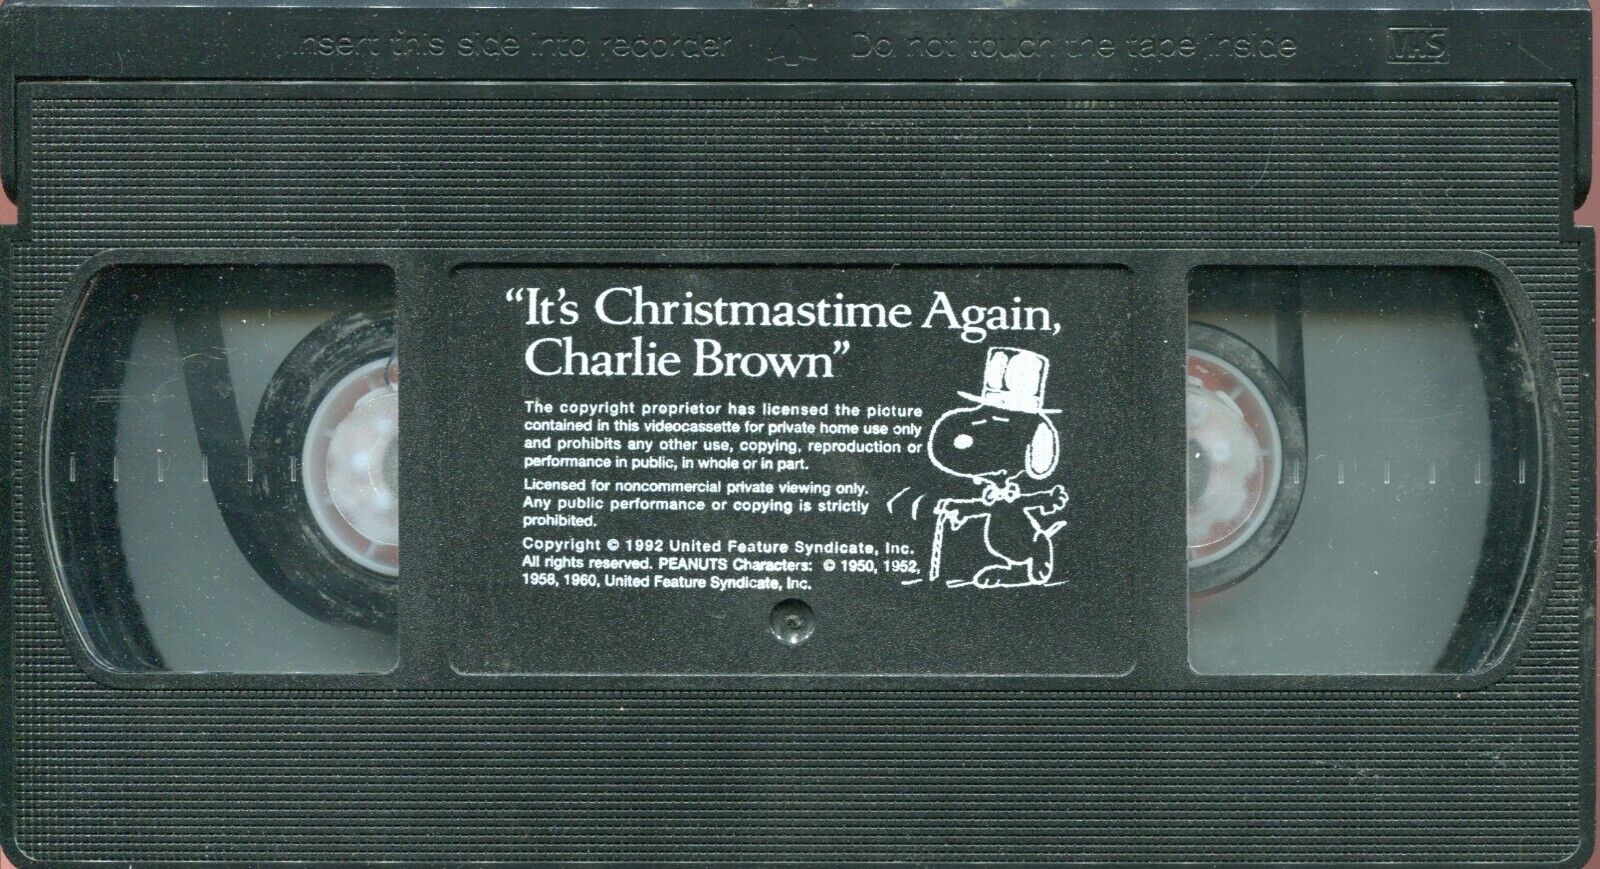 Insert this side into recorder Do not touch the tape inside VHS
“It's Christmastime Again,
Charlie Brown”
The copyright proprietor has licensed the picture
contained in this videocassette for private home use only
and prohibits any other use, copying, reproduction or
performance in public, in whole or in part.
Licensed for noncommercial private viewing only.
Any public performance or copying is strictly
prohibited.
Copyright © 1992 United Feature Syndicate, Inc.
All rights reserved. PEANUTS Characters: © 1950, 1952,
1958, 1960, United Feature Syndicate, Inc.